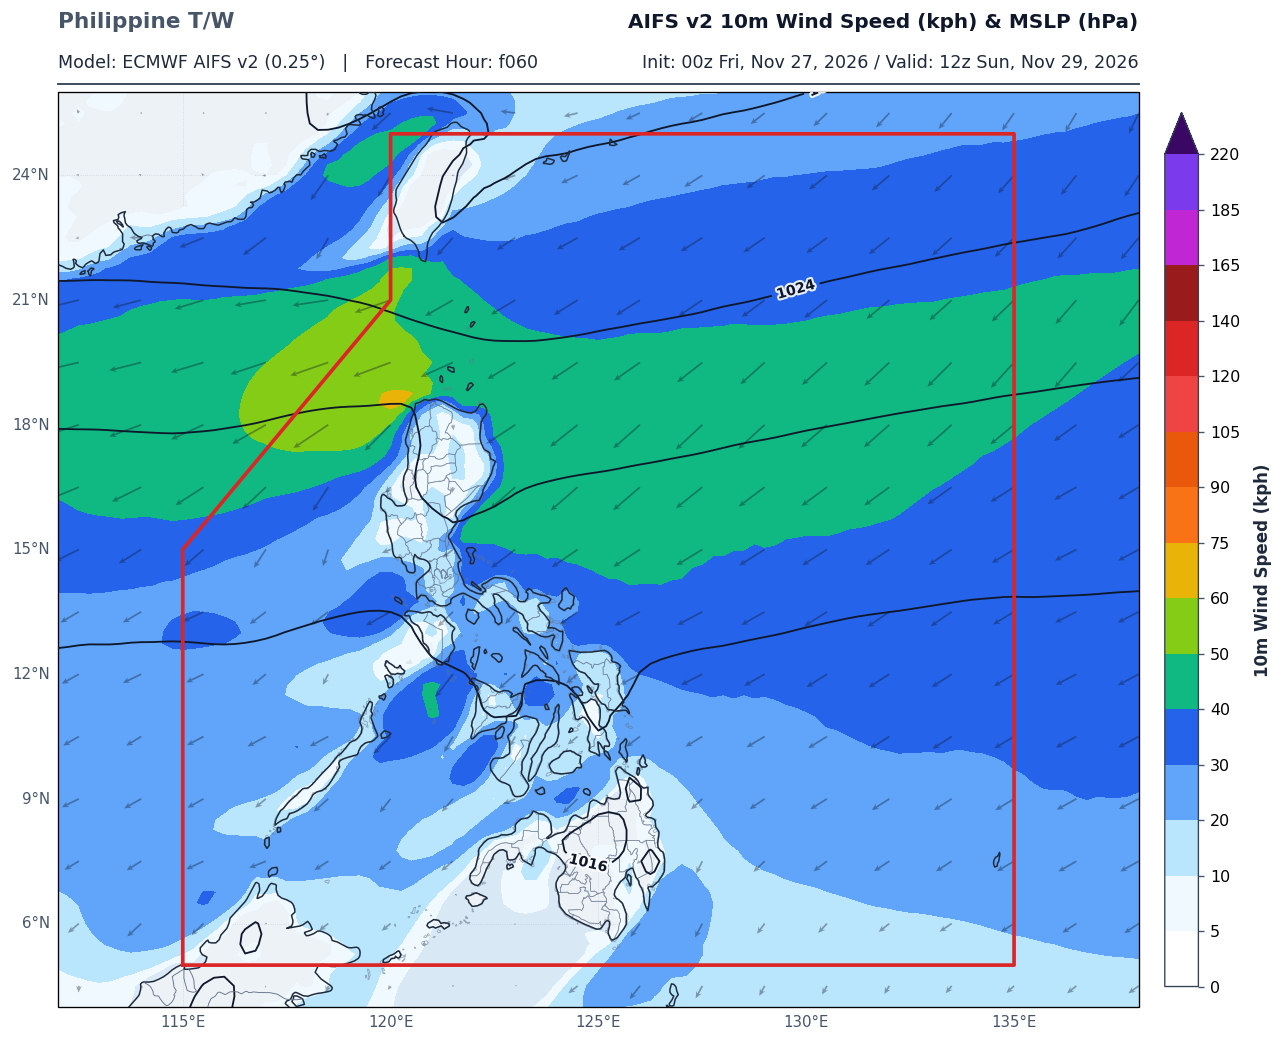 Philippine T/W
AIFS v2 10m Wind Speed (kph) & MSLP (hPa)
Model: ECMWF AIFS v2 (0.25°) | Forecast Hour: f060
Init: 00z Fri, Nov 27, 2026 / Valid: 12z Sun, Nov 29, 2026
24°N
21°N
18°N
15°N
12°N
9°N
6°N
115°E
120°E
125°E
130°E
135°E
1024
1016
220
185
165
140
120
105
90
75
60
50
40
30
20
10
5
0
10m Wind Speed (kph)